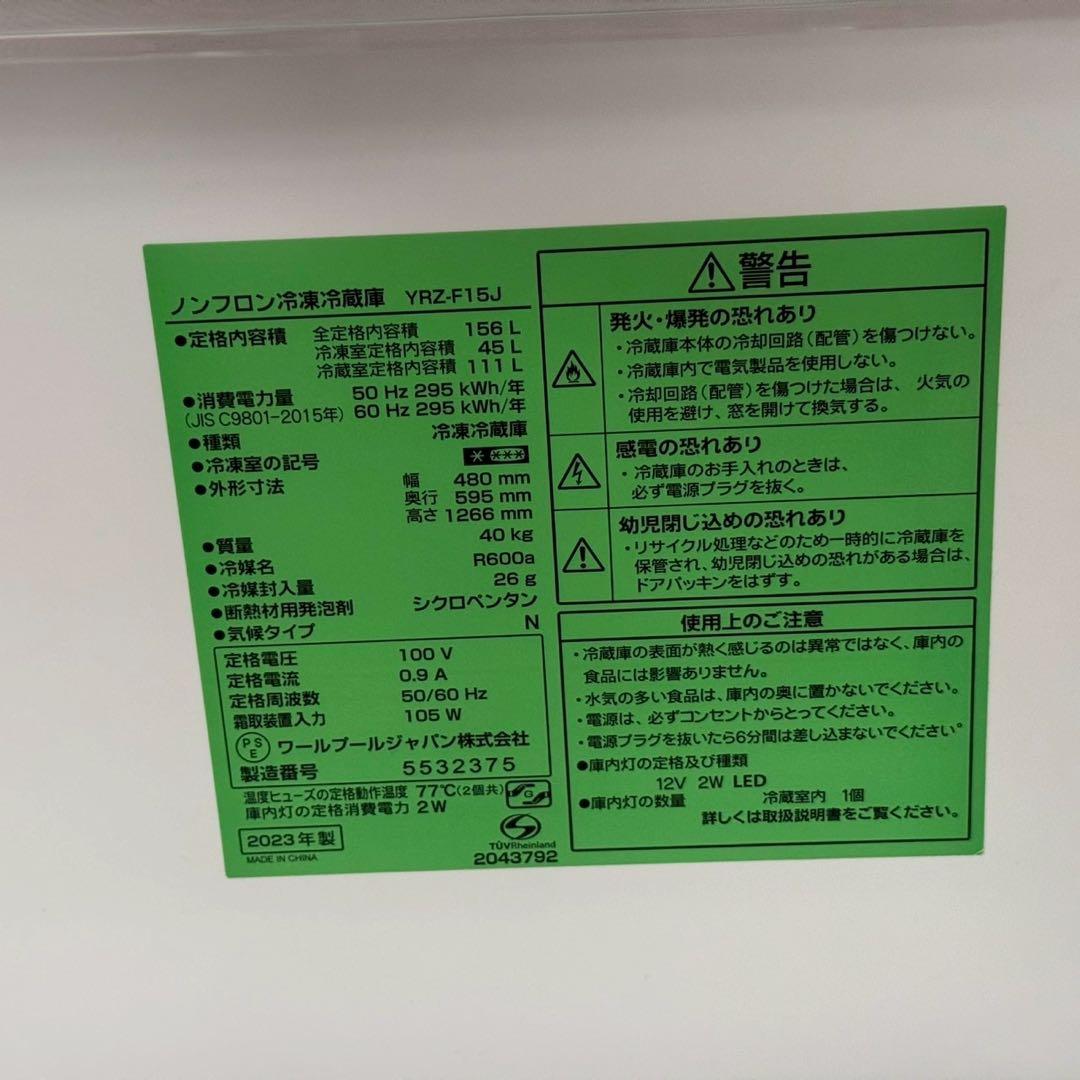 ノンフロン冷凍冷蔵庫 YRZ-F15J
●定格内容積 全定格内容積 156 L
冷凍室定格内容積 45 L
冷蔵室定格内容積 111 L
●消費電力量 50 Hz 295 kWh/年
(JIS C9801-2015年) 60 Hz 295 kWh/年
●種類 冷凍冷蔵庫
●冷凍室の記号
●外形寸法 幅 480 mm
奥行 595 mm
高さ 1266 mm
●質量 40 kg
●冷媒名 R600a
●冷媒封入量 26 g
●断熱材用発泡剤 シクロペンタン
●気候タイプ N
定格電圧 100 V
定格電流 0.9 A
定格周波数 50/60 Hz
霜取装置入力 105 W
PSE ワールプールジャパン株式会社
製造番号 5532375
温度ヒューズの定格動作温度 77℃(2個共)
庫内灯の定格消費電力 2W
G
2023年製
MADE IN CHINA
TÜVRheinland
2043792
警告
発火・爆発の恐れあり
・冷蔵庫本体の冷却回路(配管)を傷つけない。
・冷蔵庫内で電気製品を使用しない。
・冷却回路(配管)を傷つけた場合は、火気の
使用を避け、窓を開けて換気する。
感電の恐れあり
・冷蔵庫のお手入れのときは、
必ず電源プラグを抜く。
幼児閉じ込めの恐れあり
・リサイクル処理などのため一時的に冷蔵庫を
保管され、幼児閉じ込めの恐れがある場合は、
ドアパッキンをはずす。
使用上のご注意
・冷蔵庫の表面が熱く感じるのは異常ではなく、庫内の
食品には影響ありません。
・水気の多い食品は、庫内の奥に置かないでください。
・電源は、必ずコンセントからとってください。
・電源プラグを抜いたら6分間は差し込まないでください。
●庫内灯の定格及び種類
12V 2W LED
●庫内灯の数量 冷蔵室内 1個
詳しくは取扱説明書をご覧ください。